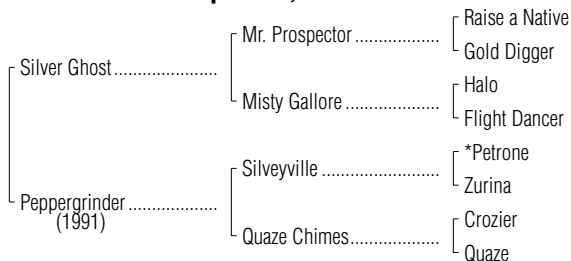 Raise a Native
Mr. Prospector ....................
Gold Digger
Silver Ghost .......................
Halo
Misty Gallore ......................
Flight Dancer
*Petrone
Silveyville ...........................
Zurina
Peppergrinder ...................
(1991)
Crozier
Quaze Chimes .....................
Quaze